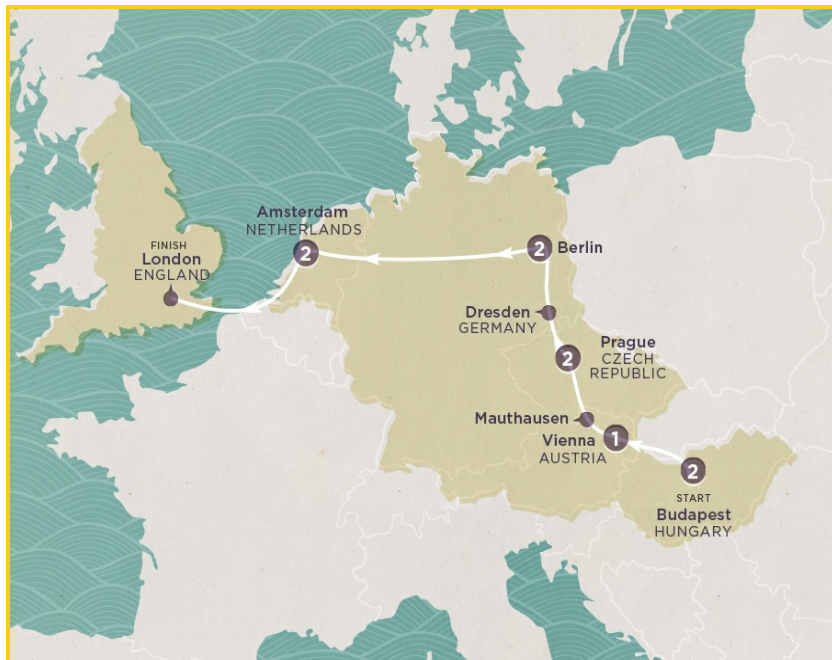 Amsterdam
NETHERLANDS
2
2
Berlin
FINISH
London
ENGLAND
Dresden
GERMANY
Prague
CZECH
REPUBLIC
2
Mauthausen
Vienna
AUSTRIA
1
2
START
Budapest
HUNGARY